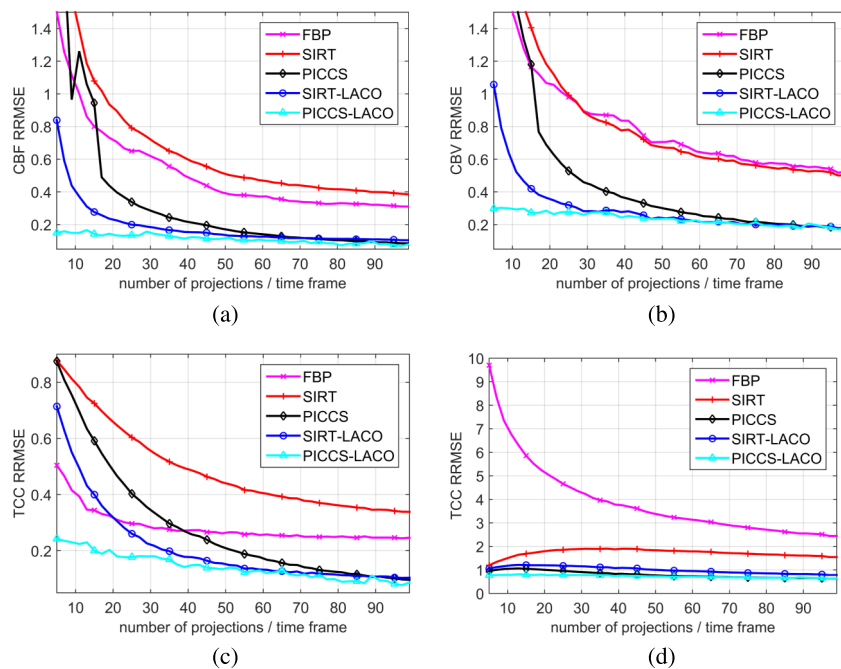 CBF RRMSE
1.4
1.2
1
0.8
0.6
0.4
0.2
10 20 30 40 50 60 70 80 90
number of projections / time frame
FBP
SIRT
PICCS
SIRT-LACO
PICCS-LACO
(a)
CBV RRMSE
1.4
1.2
1
0.8
0.6
0.4
0.2
10 20 30 40 50 60 70 80 90
number of projections / time frame
FBP
SIRT
PICCS
SIRT-LACO
PICCS-LACO
(b)
TCC RRMSE
0.8
0.6
0.4
0.2
10 20 30 40 50 60 70 80 90
number of projections / time frame
FBP
SIRT
PICCS
SIRT-LACO
PICCS-LACO
(c)
TCC RRMSE
10
9
8
7
6
5
4
3
2
1
0
10 20 30 40 50 60 70 80 90
number of projections / time frame
FBP
SIRT
PICCS
SIRT-LACO
PICCS-LACO
(d)